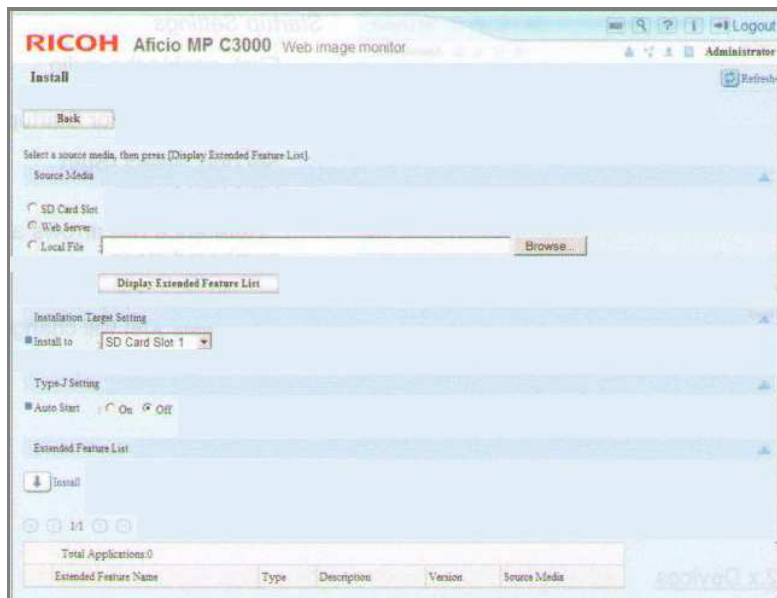 Logout
RICOH Aficio MP C3000 Web image monitor
Administrator
Install
Refresh
Back
Select a source media, then press [Display Extended Feature List].
Source Media
SD Card Slot
Web Server
Local File :
Browse...
Display Extended Feature List
Installation Target Setting
Install to : SD Card Slot 1
Type-J Setting
Auto Start : On Off
Extended Feature List
Install
1/1
Total Applications:0
Extended Feature Name Type Description Version Source Media